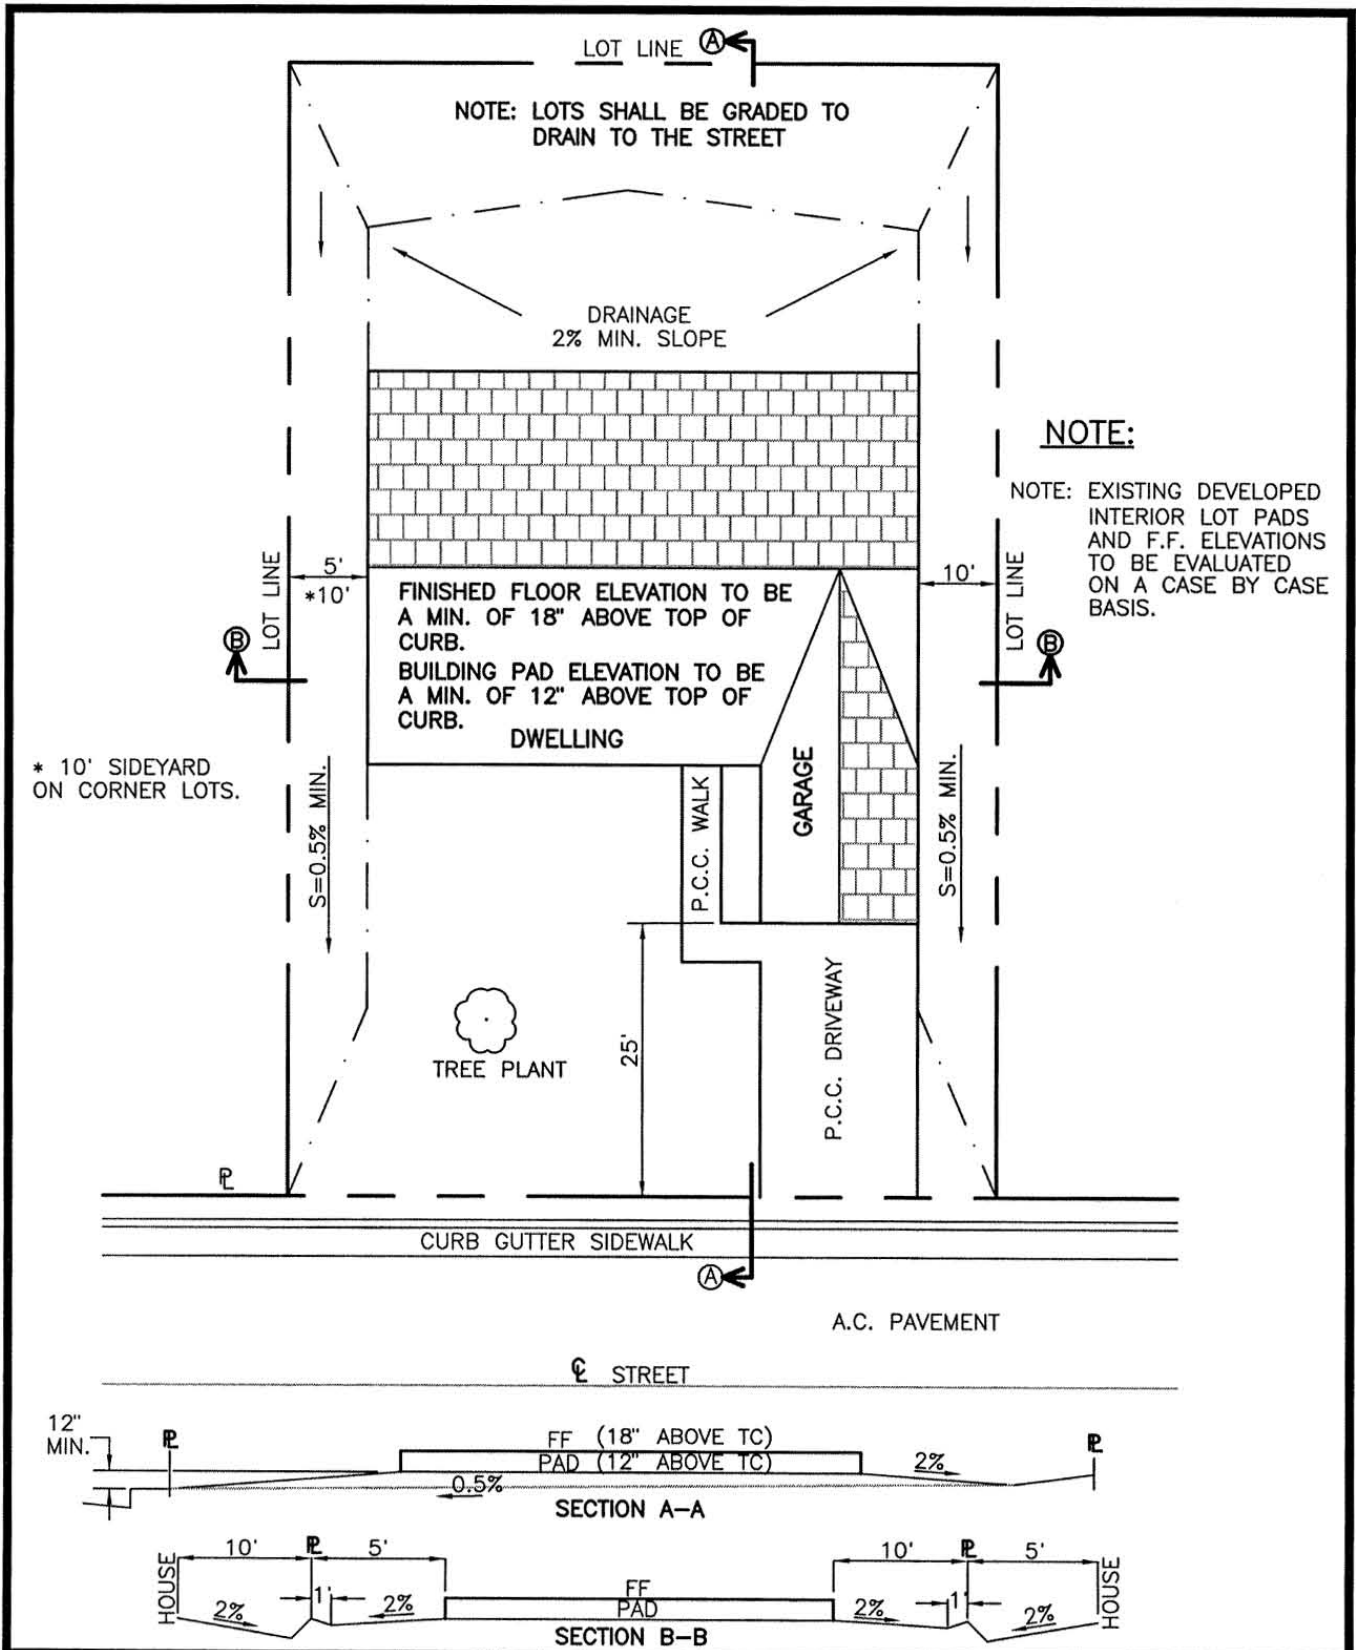 LOT LINE
A
NOTE: LOTS SHALL BE GRADED TO
DRAIN TO THE STREET
DRAINAGE
2% MIN. SLOPE
NOTE:
NOTE: EXISTING DEVELOPED
INTERIOR LOT PADS
AND F.F. ELEVATIONS
TO BE EVALUATED
ON A CASE BY CASE
BASIS.
LOT LINE
5'
*10'
10'
LOT LINE
FINISHED FLOOR ELEVATION TO BE
A MIN. OF 18" ABOVE TOP OF
CURB.
BUILDING PAD ELEVATION TO BE
A MIN. OF 12" ABOVE TOP OF
CURB.
DWELLING
B
B
* 10' SIDEYARD
ON CORNER LOTS.
S=0.5% MIN.
P.C.C. WALK
GARAGE
S=0.5% MIN.
25'
P.C.C. DRIVEWAY
TREE PLANT
PL
CURB GUTTER SIDEWALK
A
A.C. PAVEMENT
CL STREET
12"
MIN.
PL
FF (18" ABOVE TC)
PAD (12" ABOVE TC)
2%
PL
0.5%
SECTION A-A
HOUSE
10'
PL
5'
1'
2%
2%
FF
PAD
10'
PL
5'
1'
2%
2%
HOUSE
SECTION B-B